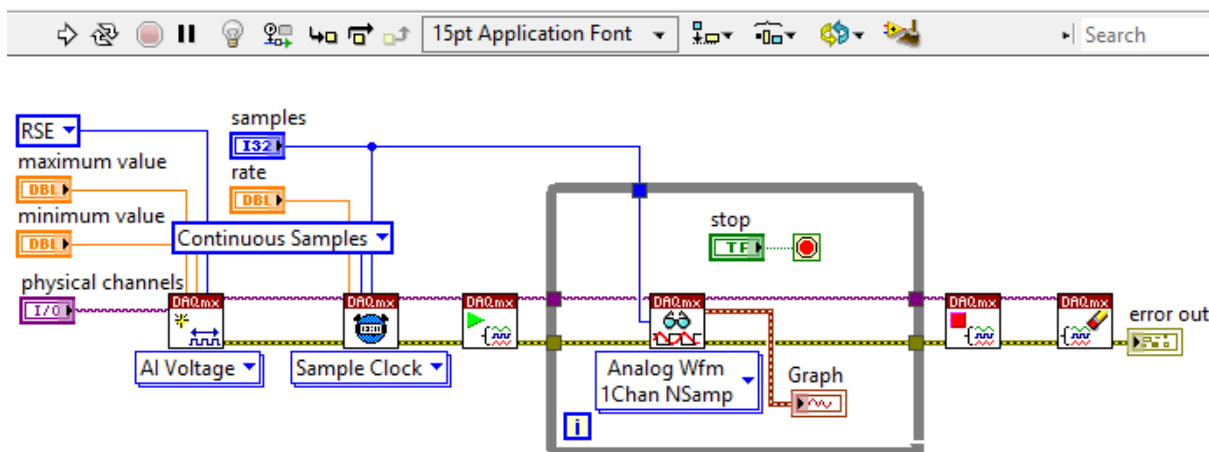 15pt Application Font
Search
RSE
samples
I32
maximum value
DBL
rate
DBL
minimum value
DBL
Continuous Samples
stop
TF
physical channels
I/O
DAQmx
DAQmx
DAQmx
DAQmx
DAQmx
DAQmx
error out
AI Voltage
Sample Clock
Analog Wfm
1Chan NSamp
Graph
i